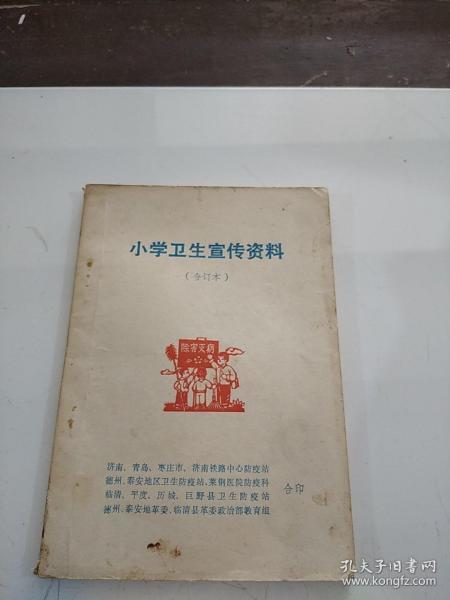 小学卫生宣传资料
（合订本）
除害灭病
济南、青岛、枣庄市、济南铁路中心防疫站
德州、泰安地区卫生防疫站、莱钢医院防疫科
临清、平度、历城、巨野县卫生防疫站
德州、泰安地革委、临清县革委政治部教育组
合印
孔夫子旧书网
www.kongfz.com